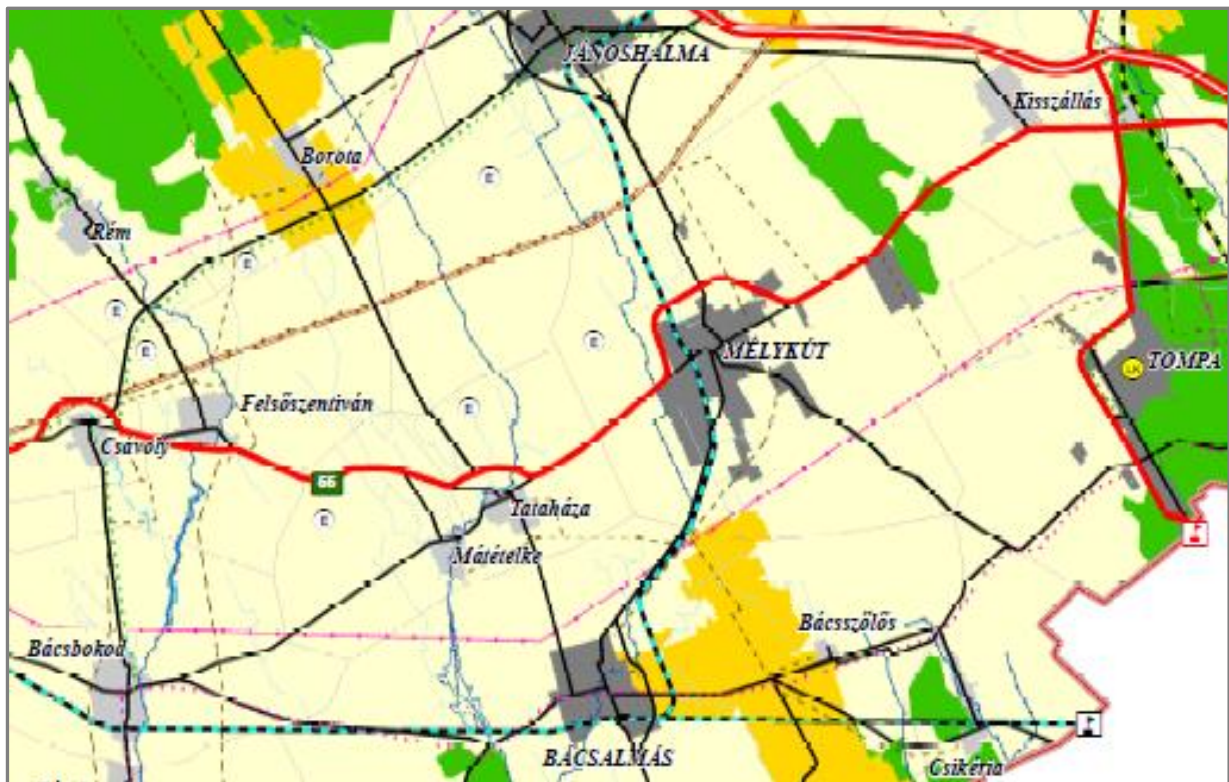 JÁNOSHALMA
Kisszállás
Borota
Rém
MÉLYKÚT
TOMPA
Felsőszentiván
Csávoly
66
Tataháza
Mátételke
Bácsszőlős
Bácsbokod
BÁCSALMÁS
Csikéria